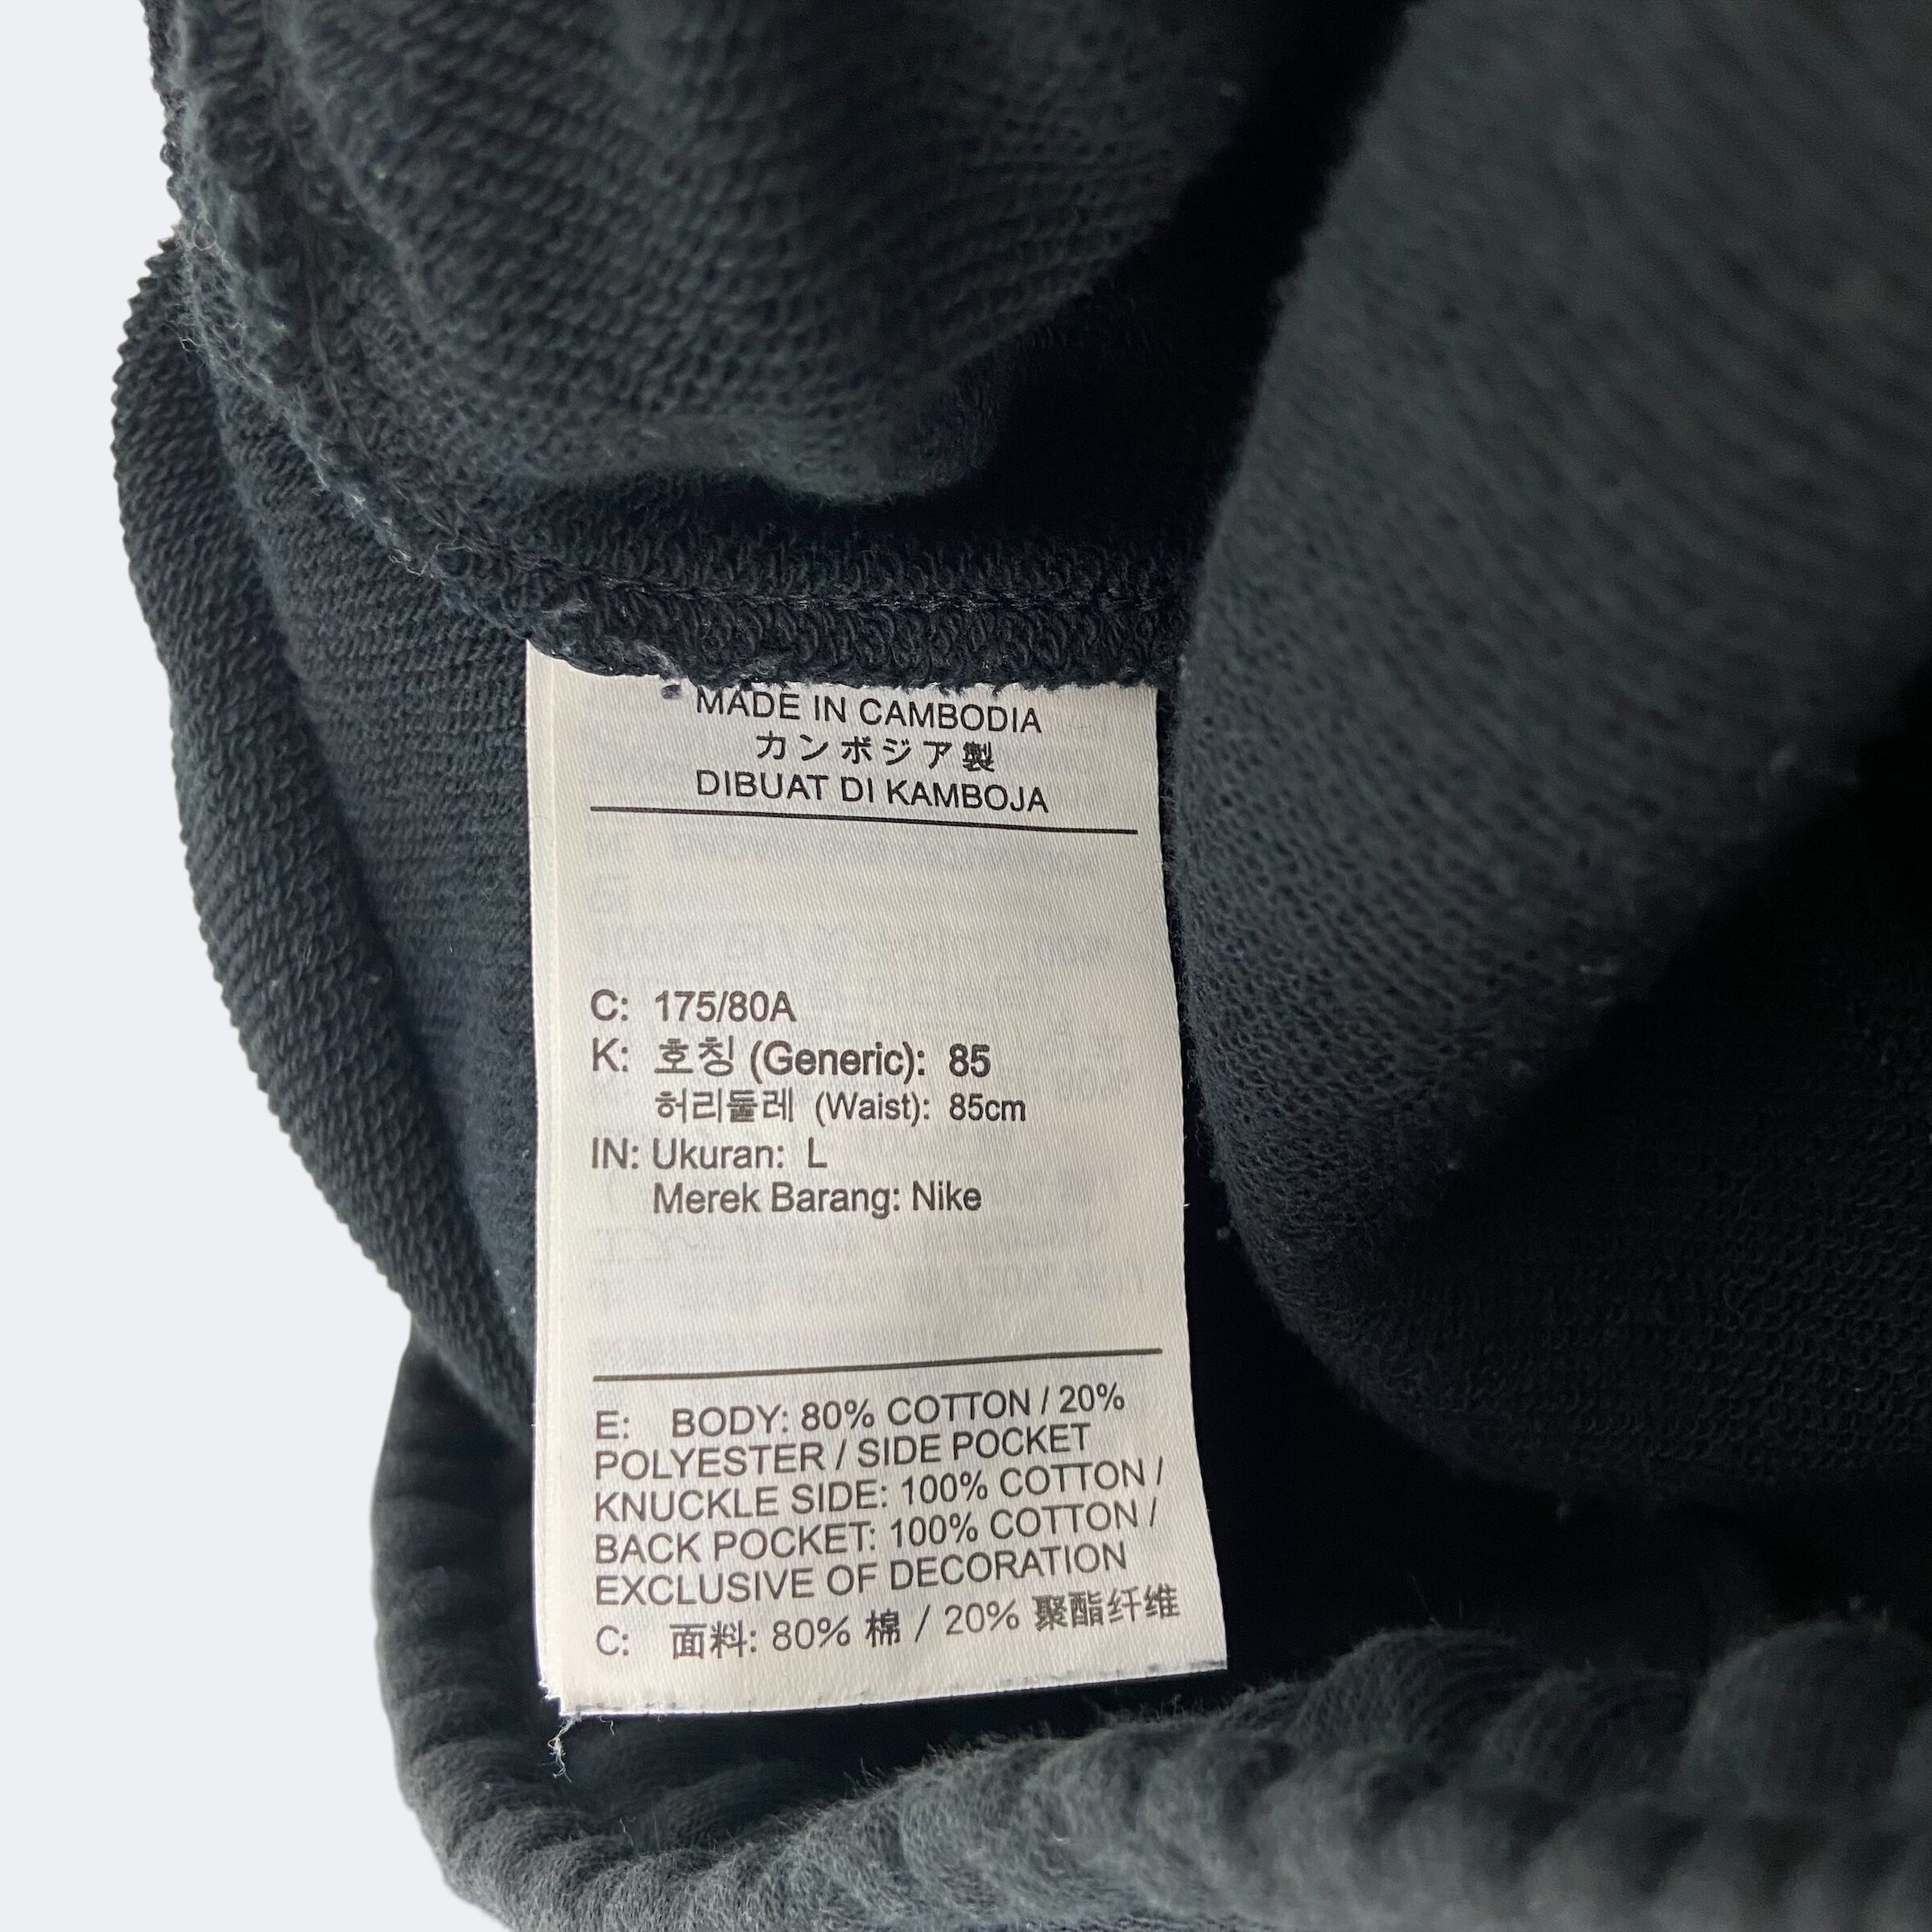 MADE IN CAMBODIA
カンボジア製
DIBUAT DI KAMBOJA
C: 175/80A
K: 호칭 (Generic): 85
허리둘레 (Waist): 85cm
IN: Ukuran: L
Merek Barang: Nike
E: BODY: 80% COTTON / 20%
POLYESTER / SIDE POCKET
KNUCKLE SIDE: 100% COTTON /
BACK POCKET: 100% COTTON /
EXCLUSIVE OF DECORATION
C: 面料: 80% 棉 / 20% 聚酯纤维